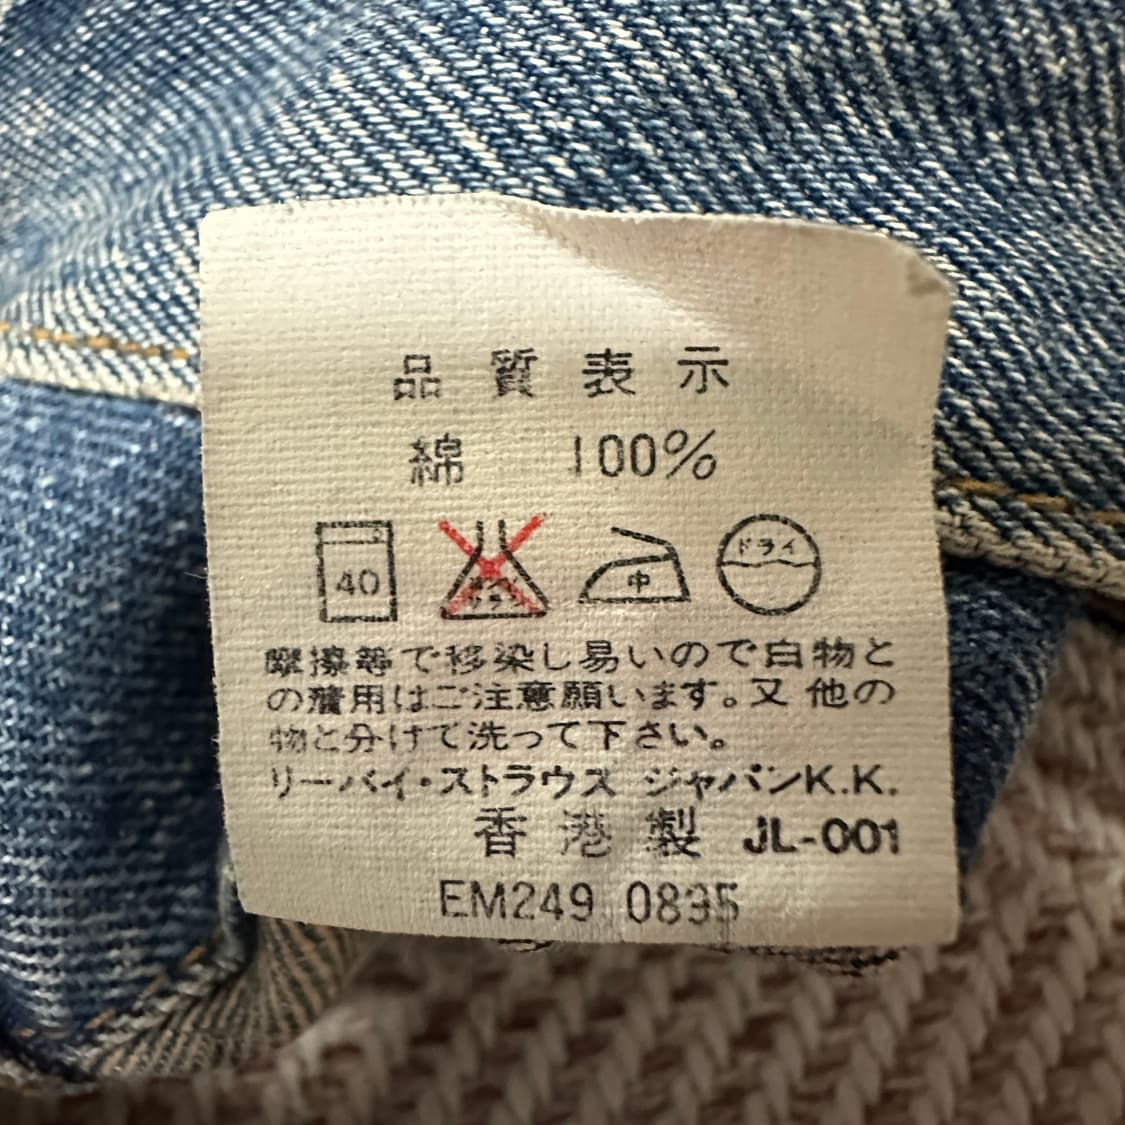 品質表示
綿 100%
40 中 ドライ
摩擦等で移染し易いので白物と
の着用はご注意願います。又他の
物と分けて洗って下さい。
リーバイ・ストラウス ジャパンK.K.
香港製 JL-001
EM249 0895